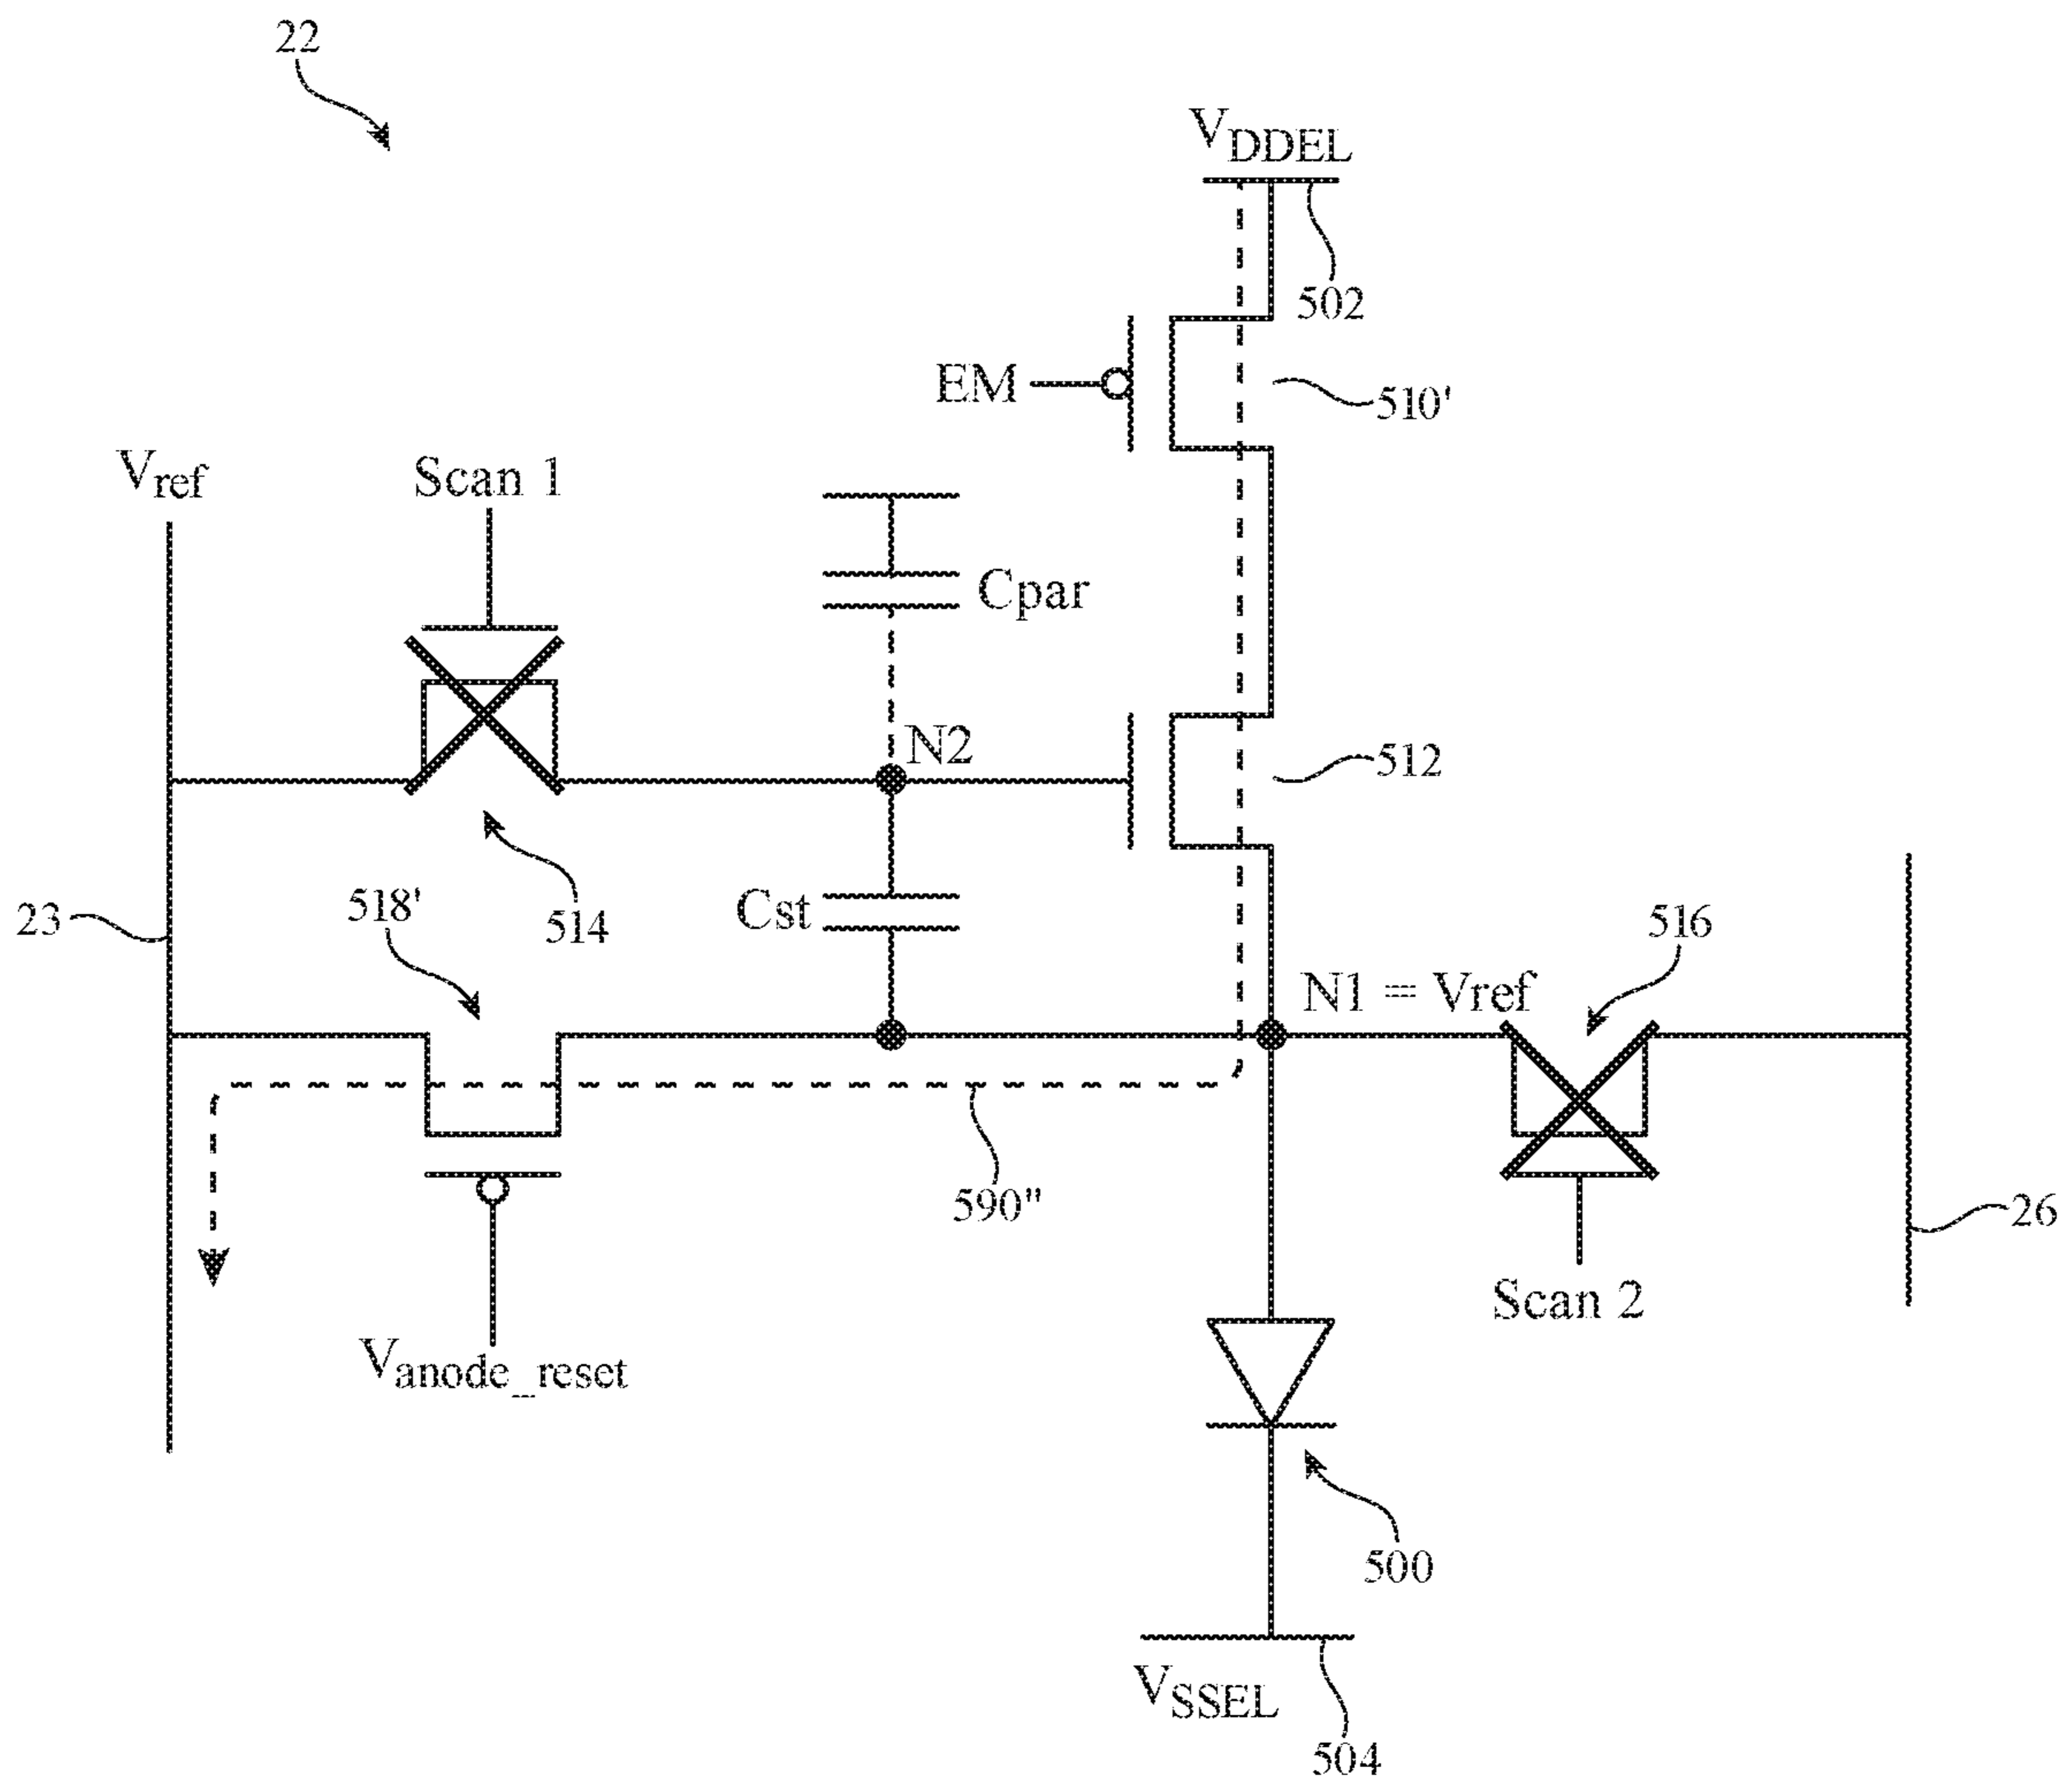 22
VDDEL
502
EM
510'
Vref
Scan 1
Cpar
N2
512
518'
514
Cst
23
516
N1 = Vref
590"
26
Scan 2
Vanode_reset
500
VSSEL
504